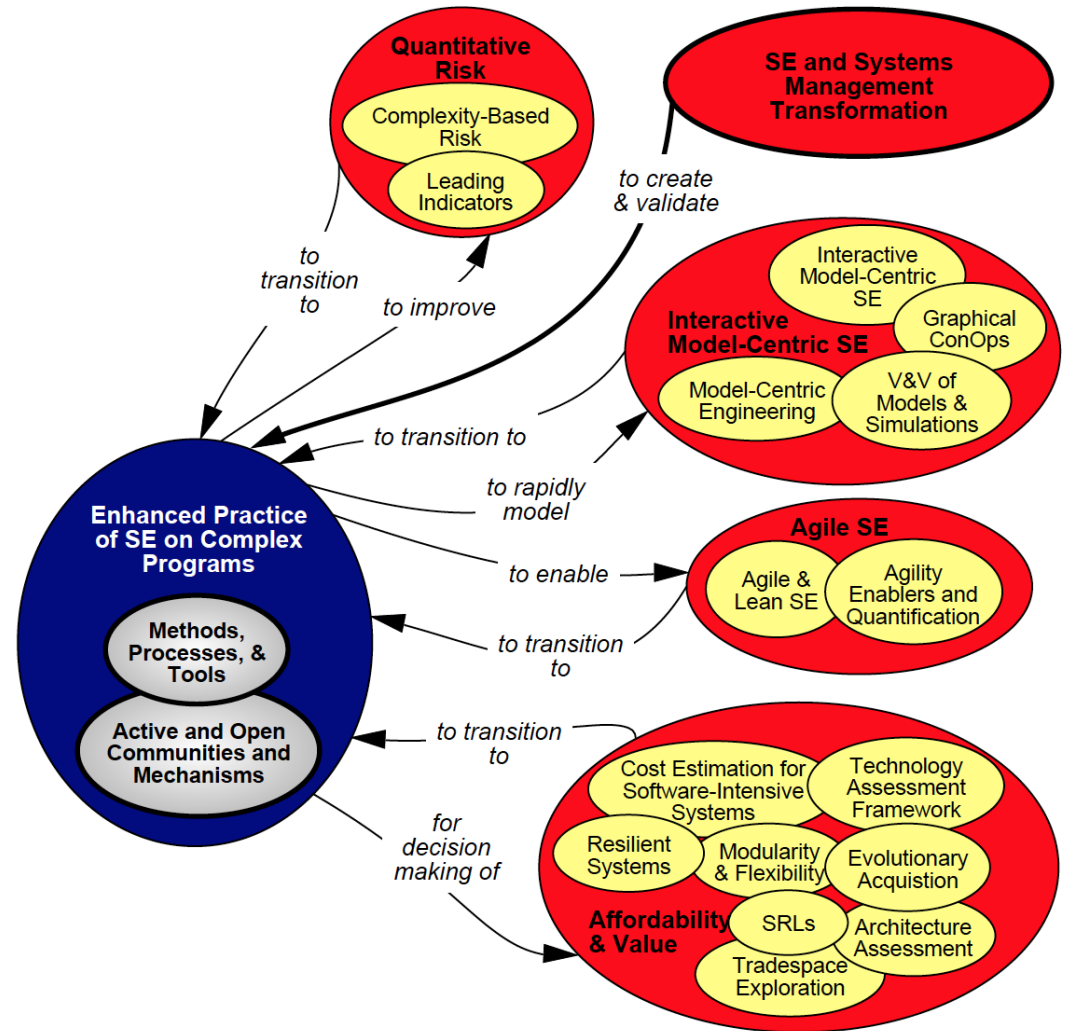 Quantitative
Risk
Complexity-Based
Risk
Leading
Indicators
SE and Systems
Management
Transformation
to create
& validate
to
transition
to
to improve
Interactive
Model-Centric
SE
Graphical
ConOps
Interactive
Model-Centric SE
Model-Centric
Engineering
V&V of
Models &
Simulations
to transition to
to rapidly
model
Enhanced Practice
of SE on Complex
Programs
Methods,
Processes, &
Tools
Active and Open
Communities and
Mechanisms
Agile SE
Agile &
Lean SE
Agility
Enablers and
Quantification
to enable
to transition
to
to transition
to
for
decision
making of
Cost Estimation for
Software-Intensive
Systems
Technology
Assessment
Framework
Resilient
Systems
Modularity
& Flexibility
Evolutionary
Acquistion
Affordability
& Value
SRLs
Architecture
Assessment
Tradespace
Exploration